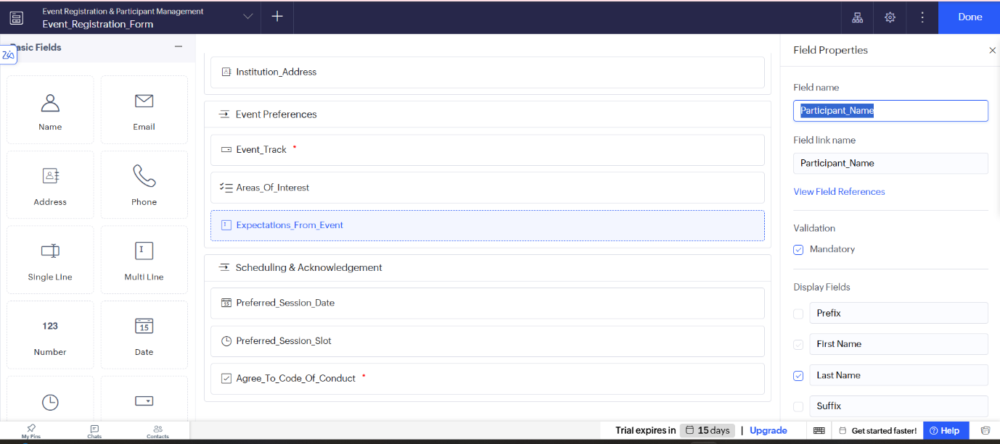 Event Registration & Participant Management
Event_Registration_Form
Done
Basic Fields
Name
Email
Address
Phone
Single Line
Multi Line
123
Number
15
Date
Institution_Address
Event Preferences
Event_Track *
Areas_Of_Interest
Expectations_From_Event
Scheduling & Acknowledgement
15
Preferred_Session_Date
Preferred_Session_Slot
Agree_To_Code_Of_Conduct *
Field Properties
Field name
Participant_Name
Field link name
Participant_Name
View Field References
Validation
Mandatory
Display Fields
Prefix
First Name
Last Name
Suffix
My Pins
Chats
Contacts
Trial expires in 15 days | Upgrade
Get started faster!
Help